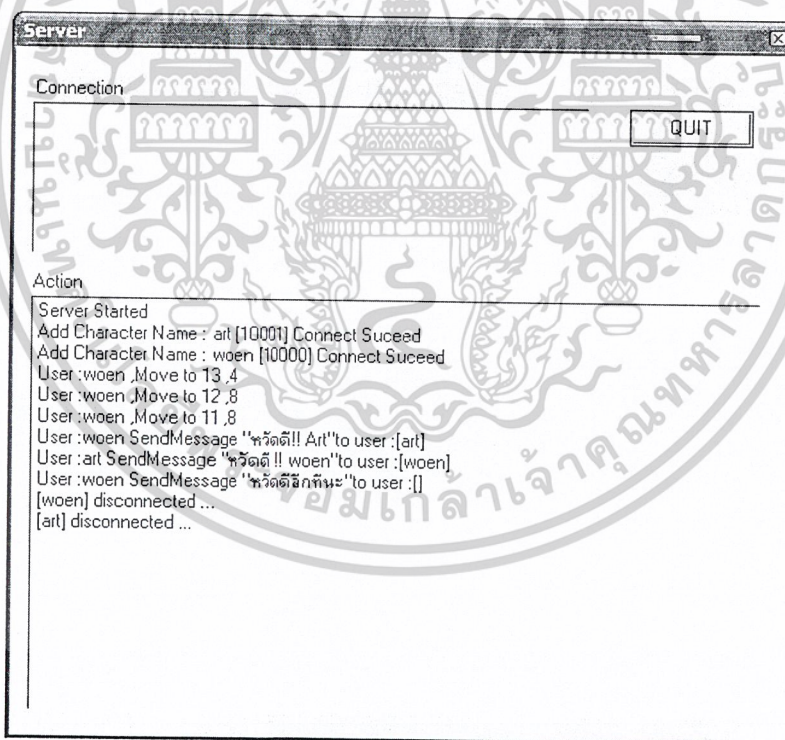 Server
Connection
QUIT
Action
Server Started
Add Character Name : art [10001] Connect Suceed
Add Character Name : woen [10000] Connect Suceed
User :woen ,Move to 13 ,4
User :woen ,Move to 12 ,8
User :woen ,Move to 11 ,8
User :woen SendMessage "หวัดดี!! Art"to user :[art]
User :art SendMessage "หวัดดี !! woen"to user :[woen]
User :woen SendMessage "หวัดดีอีกทีนะ"to user :[]
[woen] disconnected ...
[art] disconnected ...